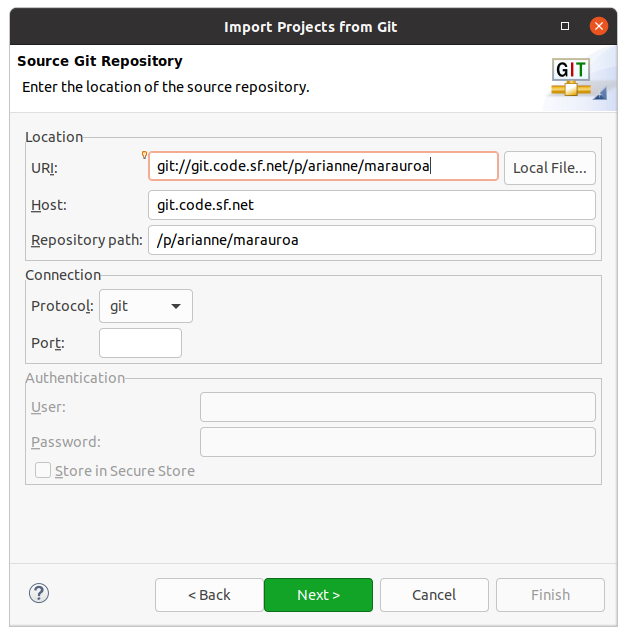 Import Projects from Git
Source Git Repository
Enter the location of the source repository.
GIT
Location
URI: git://git.code.sf.net/p/arianne/marauroa Local File...
Host: git.code.sf.net
Repository path: /p/arianne/marauroa
Connection
Protocol: git
Port:
Authentication
User:
Password:
Store in Secure Store
? < Back Next > Cancel Finish